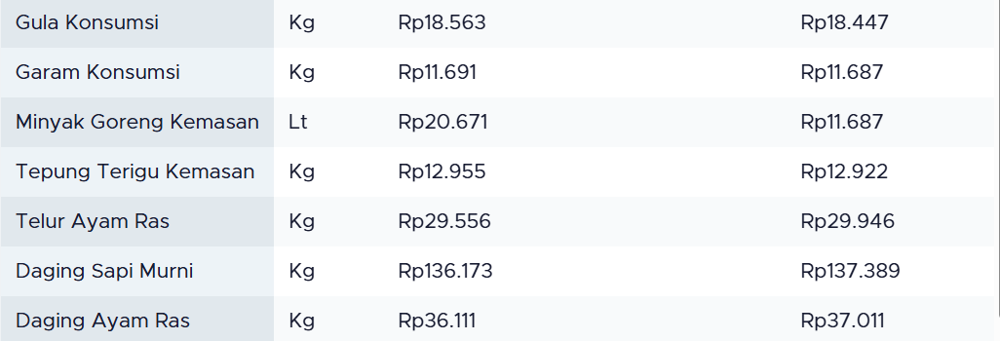 Gula Konsumsi Kg Rp18.563 Rp18.447
Garam Konsumsi Kg Rp11.691 Rp11.687
Minyak Goreng Kemasan Lt Rp20.671 Rp11.687
Tepung Terigu Kemasan Kg Rp12.955 Rp12.922
Telur Ayam Ras Kg Rp29.556 Rp29.946
Daging Sapi Murni Kg Rp136.173 Rp137.389
Daging Ayam Ras Kg Rp36.111 Rp37.011